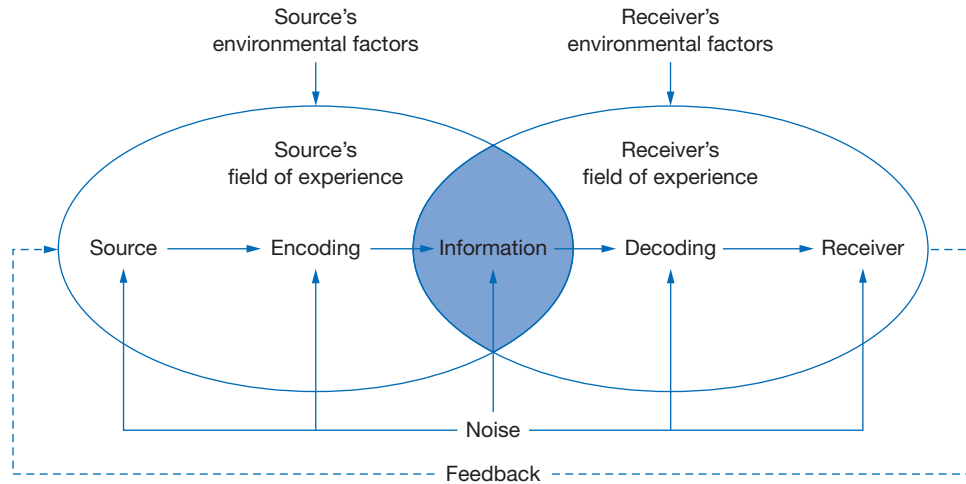 Source's
environmental factors
Receiver's
environmental factors
Source's
field of experience
Receiver's
field of experience
Source
Encoding
Information
Decoding
Receiver
Noise
Feedback